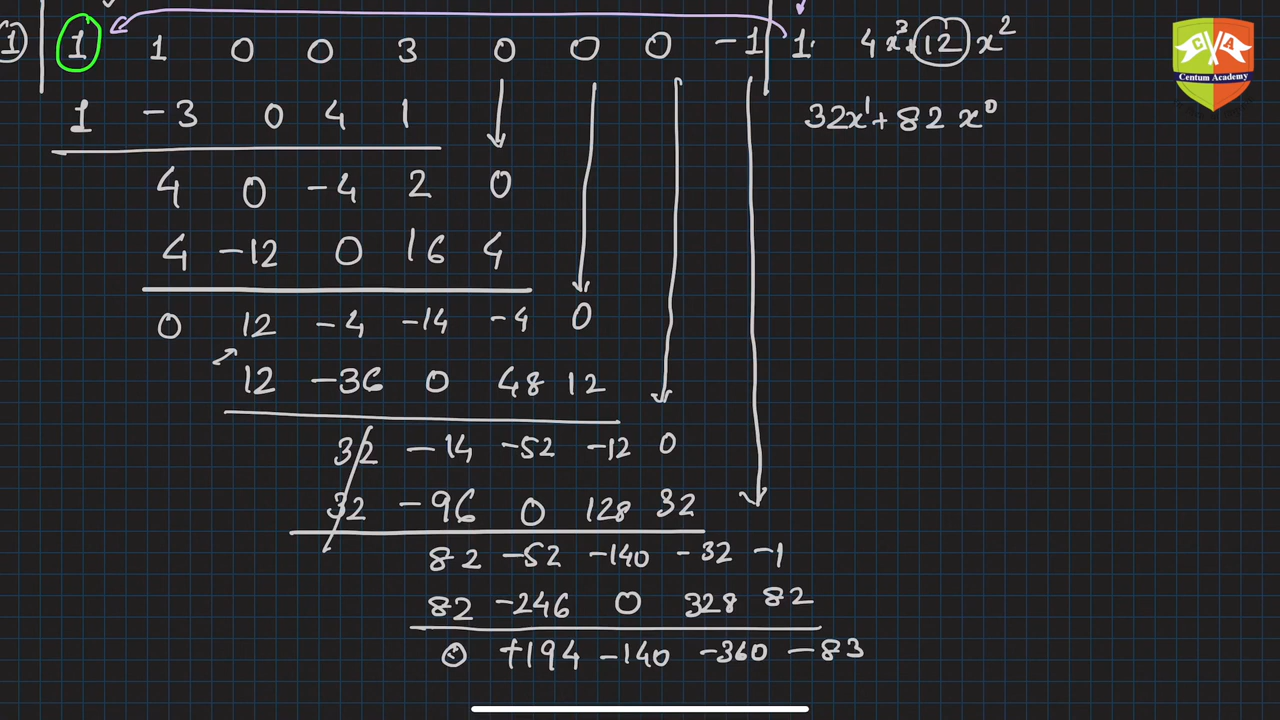 ① 1 1 0 0 3 0 0 0 -1 1. 4x³ 12 x²
1 -3 0 4 1 32x¹+ 82 x⁰
4 0 -4 2 0
4 -12 0 16 4
0 12 -4 -14 -4 0
12 -36 0 48 12
32 -14 -52 -12 0
32 -96 0 128 32
82 -52 -140 -32 -1
82 -246 0 328 82
0 +194 -140 -360 -83
C A
Centum Academy